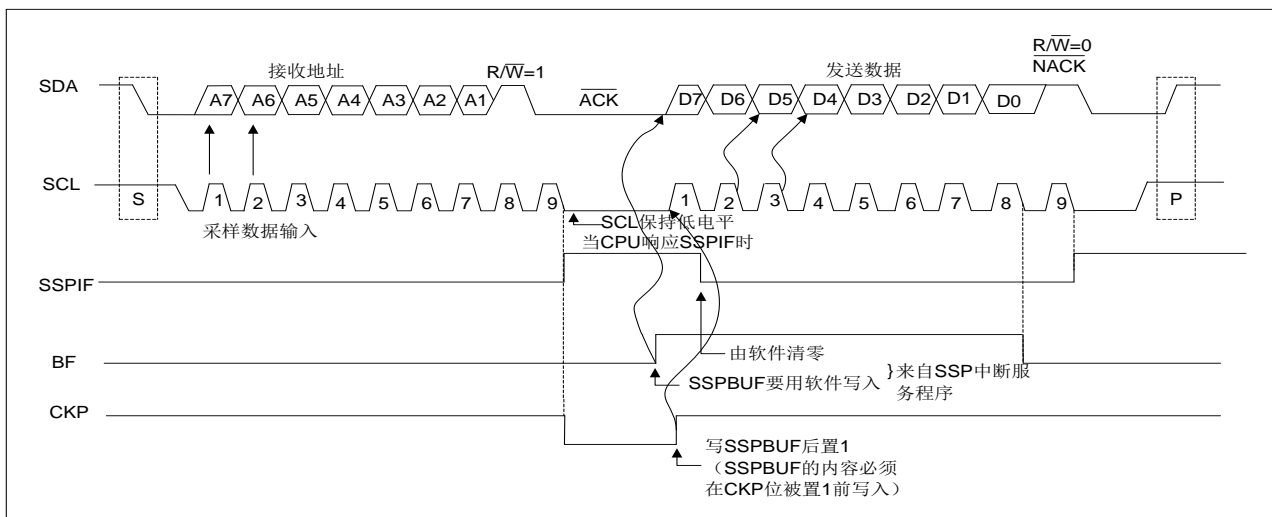 R/W=0
NACK
接收地址
R/W=1
发送数据
SDA
A7 A6 A5 A4 A3 A2 A1
ACK
D7 D6 D5 D4 D3 D2 D1 D0
SCL
S
1 2 3 4 5 6 7 8 9
1 2 3 4 5 6 7 8 9
P
采样数据输入
SCL保持低电平
当CPU响应SSPIF时
SSPIF
由软件清零
BF
SSPBUF要用软件写入
}来自SSP中断服
务程序
CKP
写SSPBUF后置1
(SSPBUF的内容必须
在CKP位被置1前写入)